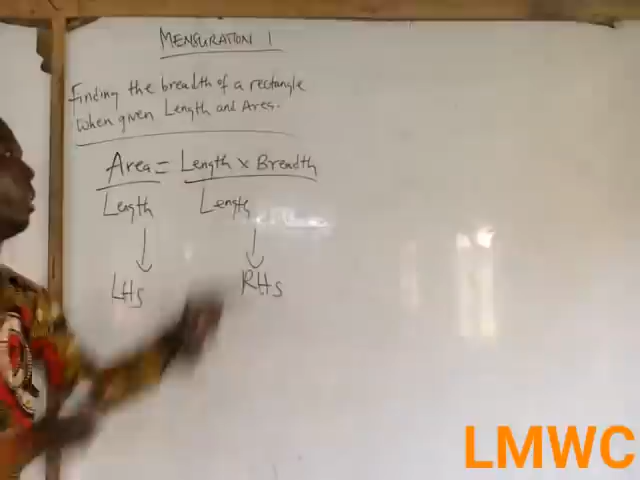 MENSURATION 1
Finding the breadth of a rectangle
when given Length and Area.
Area = Length x Breadth
Length Length
LHS RHS
LMWC